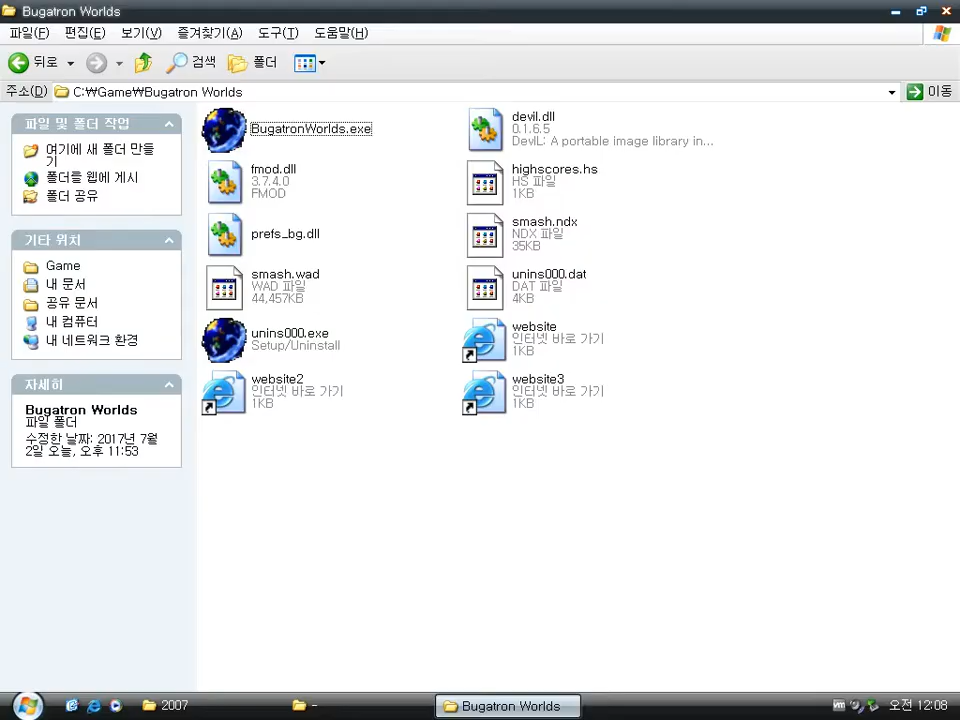 Bugatron Worlds
파일(F) 편집(E) 보기(V) 즐겨찾기(A) 도구(T) 도움말(H)
뒤로 검색 폴더
주소(D) C:₩Game₩Bugatron Worlds 이동
파일 및 폴더 작업
여기에 새 폴더 만들
기
폴더를 웹에 게시
폴더 공유
기타 위치
Game
내 문서
공유 문서
내 컴퓨터
내 네트워크 환경
자세히
Bugatron Worlds
파일 폴더
수정한 날짜: 2017년 7월
2일 오늘, 오후 11:53
BugatronWorlds.exe
devil.dll
0.1.6.5
DevIL: A portable image library in...
fmod.dll
3.7.4.0
FMOD
highscores.hs
HS 파일
1KB
prefs_bg.dll
smash.ndx
NDX 파일
35KB
smash.wad
WAD 파일
44,457KB
unins000.dat
DAT 파일
4KB
unins000.exe
Setup/Uninstall
website
인터넷 바로 가기
1KB
website2
인터넷 바로 가기
1KB
website3
인터넷 바로 가기
1KB
2007 - Bugatron Worlds 오전 12:08